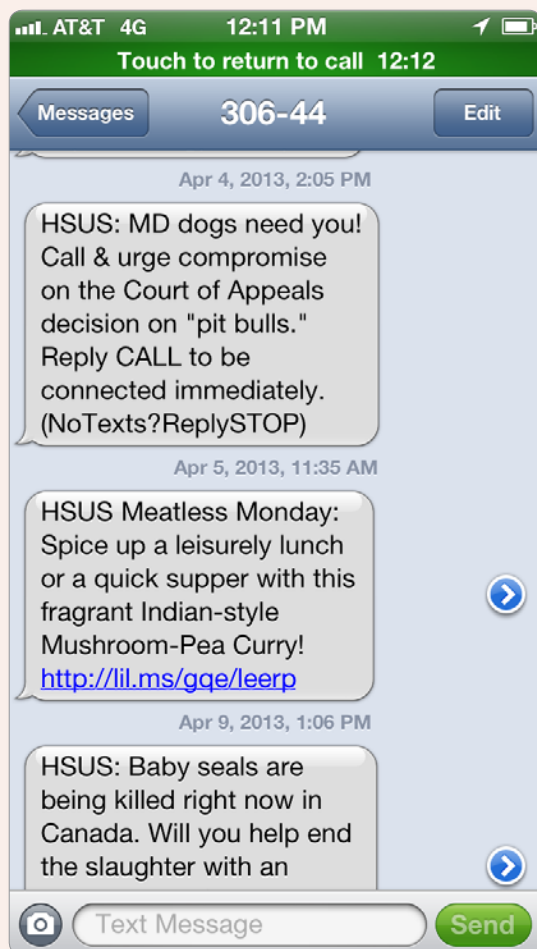 AT&T 4G 12:11 PM
Touch to return to call 12:12
Messages 306-44 Edit
Apr 4, 2013, 2:05 PM
HSUS: MD dogs need you!
Call & urge compromise
on the Court of Appeals
decision on "pit bulls."
Reply CALL to be
connected immediately.
(NoTexts?ReplySTOP)
Apr 5, 2013, 11:35 AM
HSUS Meatless Monday:
Spice up a leisurely lunch
or a quick supper with this
fragrant Indian-style
Mushroom-Pea Curry!
http://lil.ms/gqe/leerp
Apr 9, 2013, 1:06 PM
HSUS: Baby seals are
being killed right now in
Canada. Will you help end
the slaughter with an
Text Message Send